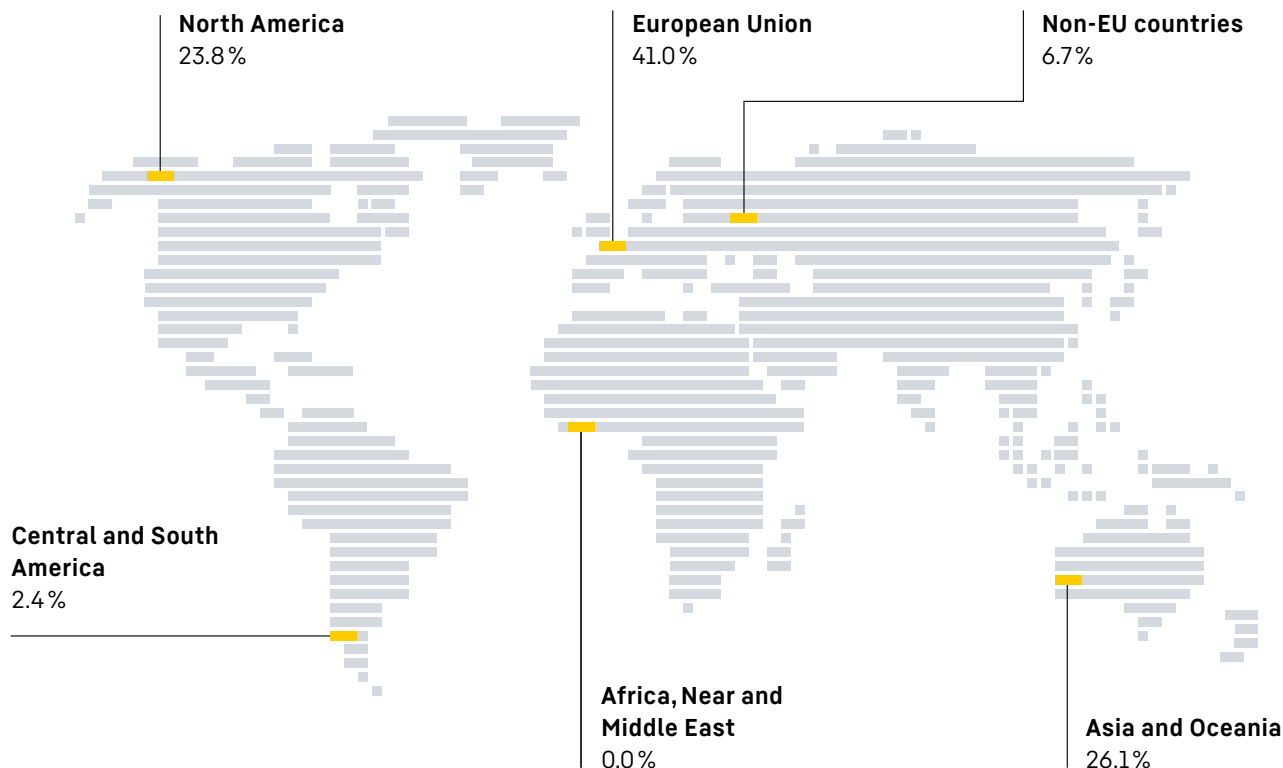 North America
23.8 %
European Union
41.0 %
Non-EU countries
6.7 %
Central and South
America
2.4 %
Africa, Near and
Middle East
0.0 %
Asia and Oceania
26.1 %